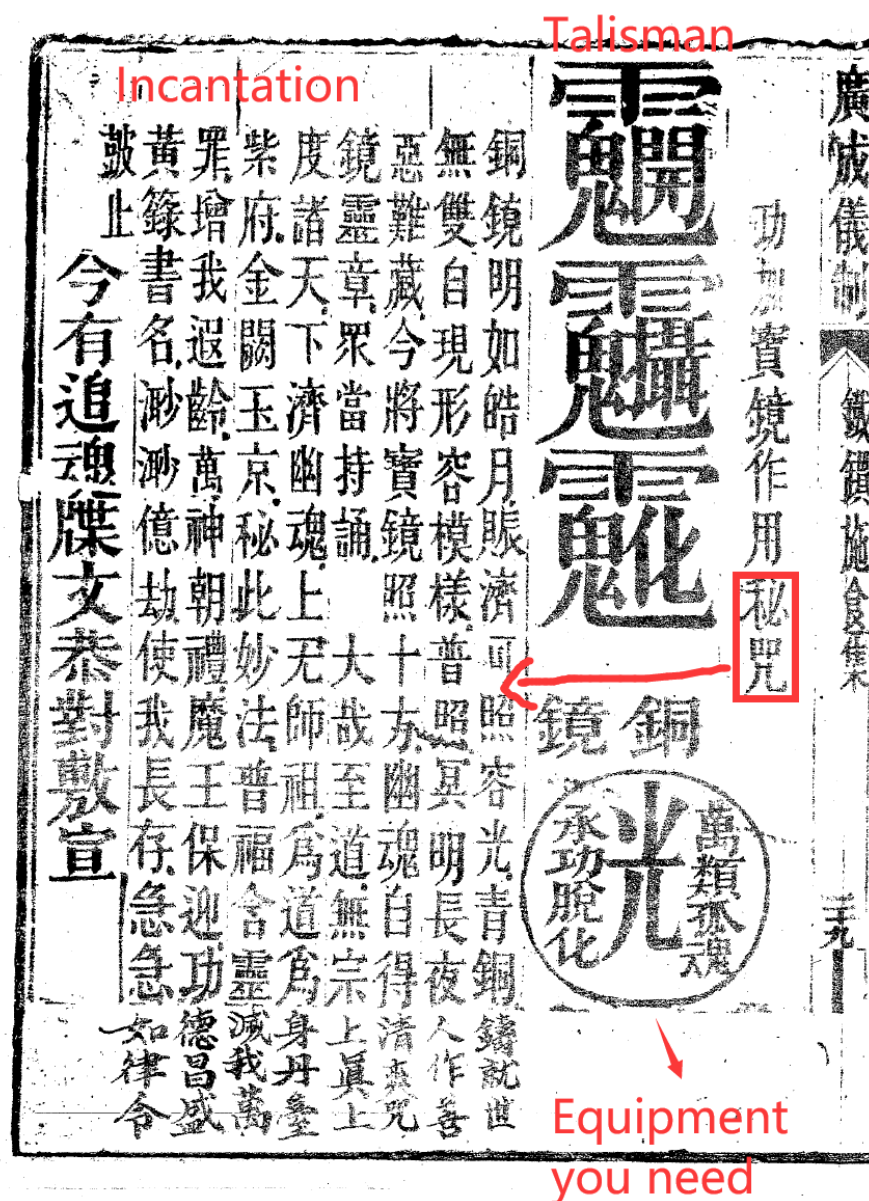 Talisman
Incantation
廣成儀制
鐵鑵施食集
功加寶鏡作用秘咒
銅鏡
萬類孤魂
光
承功脫化
銅鏡明如皓月賬濟可照容光青銅鑄就世
無雙自現形容模樣普照冥明長夜人作善
惡難藏今將寶鏡照十方幽魂自得清咒
鏡靈章眾當持誦 大哉至道無宗上眞上
度諸天下濟幽魂上无師祖爲道爲身丹臺
紫府金闕玉京秘此妙法普福含靈滅我萬
罪增我遐齡萬神朝禮魔王保迎功德昌盛
黃籙書名渺渺億劫使我長存急急如律令
皷止
今有追魂牒文恭對敷宣
Equipment
you need